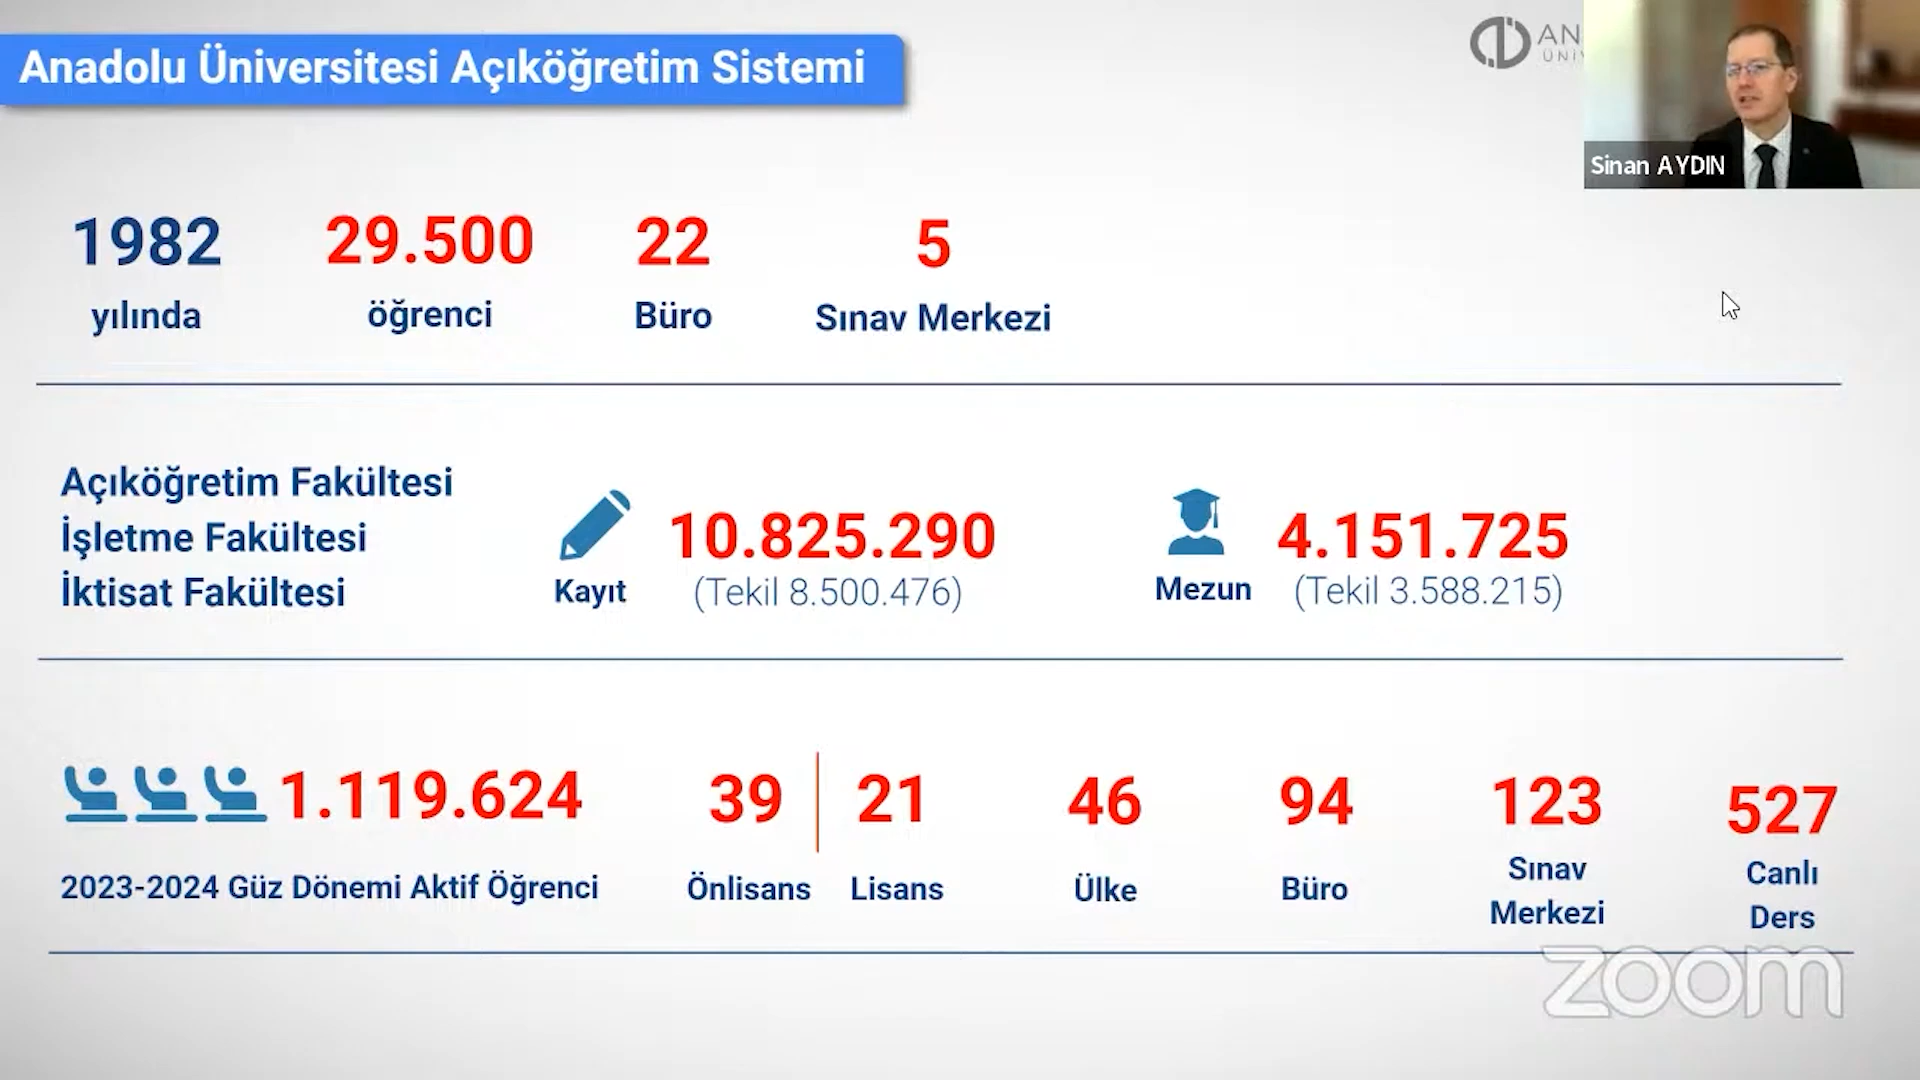 Anadolu Üniversitesi Açıköğretim Sistemi
Sinan AYDIN
1982
yılında
29.500
öğrenci
22
Büro
5
Sınav Merkezi
Açıköğretim Fakültesi
İşletme Fakültesi
İktisat Fakültesi
Kayıt
10.825.290
(Tekil 8.500.476)
Mezun
4.151.725
(Tekil 3.588.215)
1.119.624
2023-2024 Güz Dönemi Aktif Öğrenci
39
Önlisans
21
Lisans
46
Ülke
94
Büro
123
Sınav
Merkezi
527
Canlı
Ders
zoom